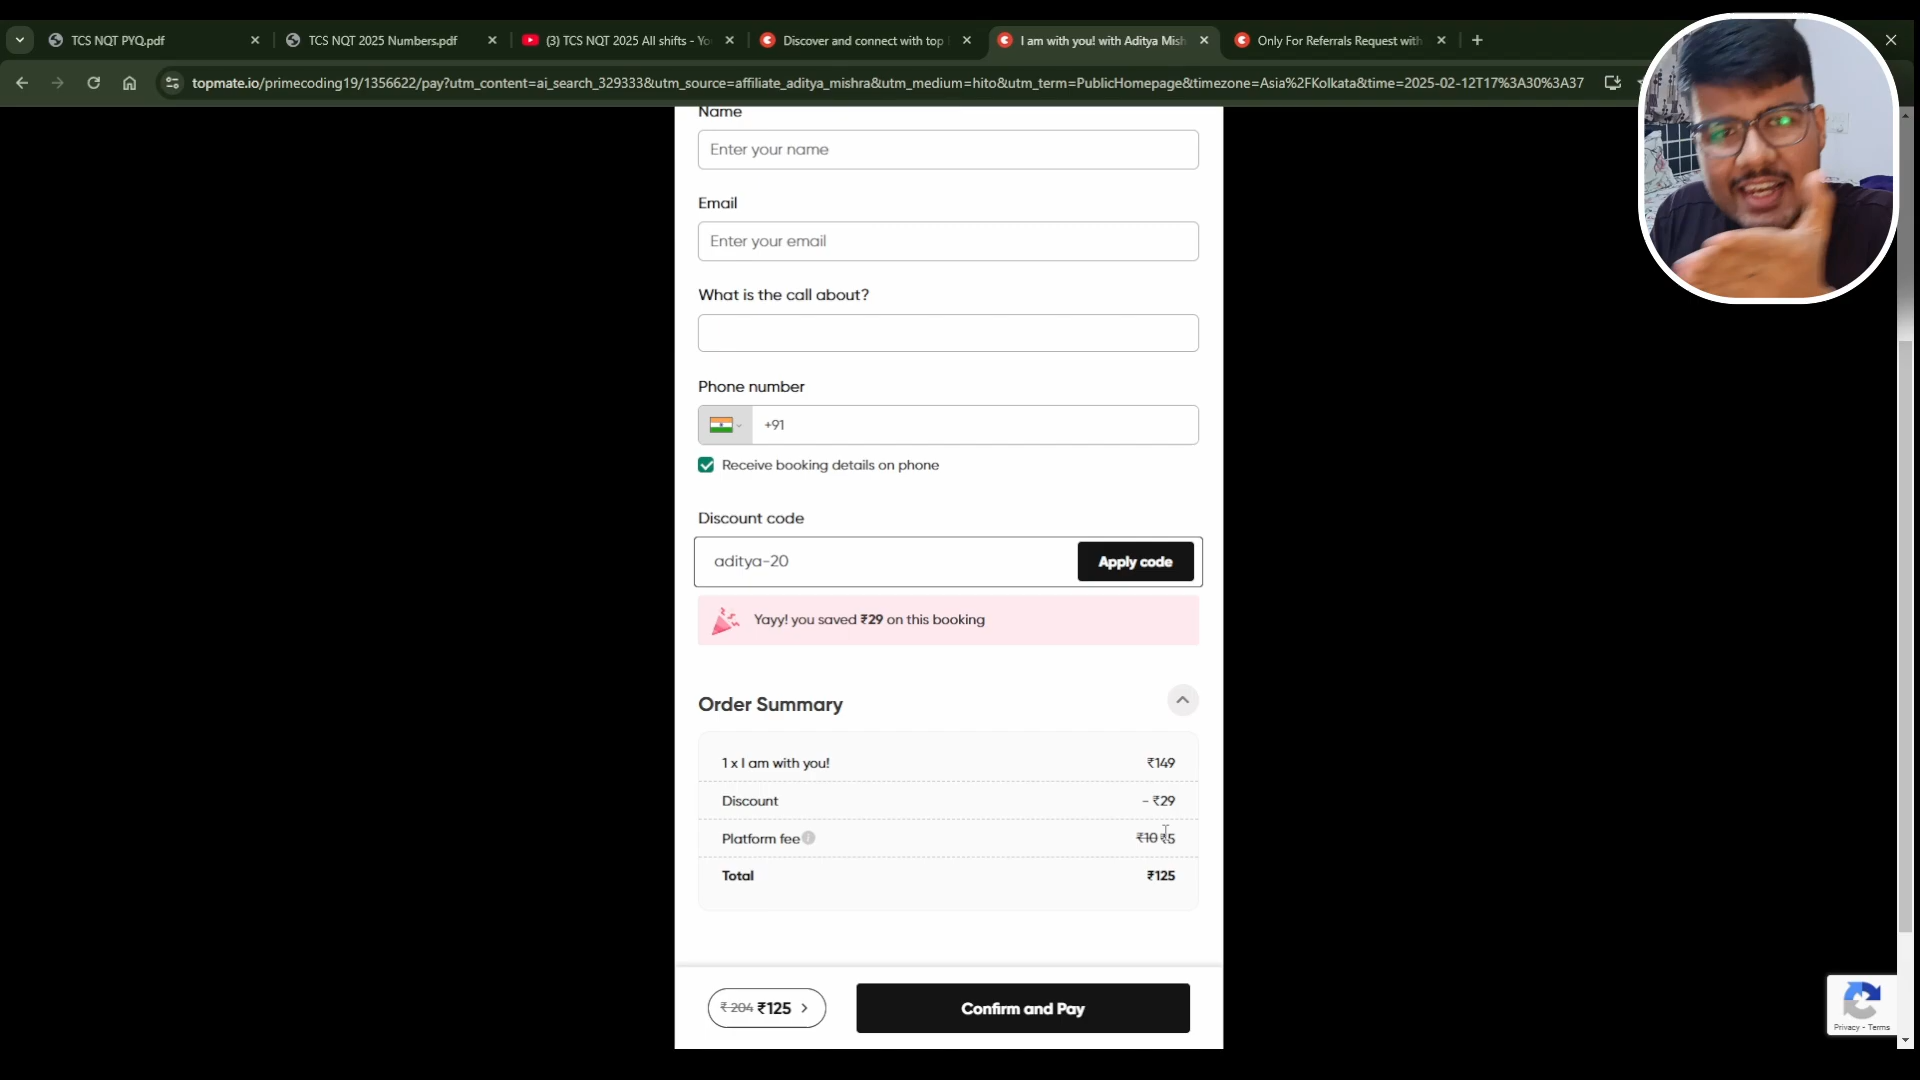 TCS NQT PYQ.pdf
TCS NQT 2025 Numbers.pdf
(3) TCS NQT 2025 All shifts - Yo
Discover and connect with top
I am with you! with Aditya Mish
Only For Referrals Request with
topmate.io/primecoding19/1356622/pay?utm_content=ai_search_329333&utm_source=affiliate_aditya_mishra&utm_medium=hito&utm_term=PublicHomepage&timezone=Asia%2FKolkata&time=2025-02-12T17%3A30%3A37
Name
Enter your name
Email
Enter your email
What is the call about?
Phone number
+91
Receive booking details on phone
Discount code
aditya-20
Apply code
Yayy! you saved ₹29 on this booking
Order Summary
1 x I am with you! ₹149
Discount - ₹29
Platform fee ₹10 ₹5
Total ₹125
₹ 204 ₹125
Confirm and Pay
Privacy - Terms